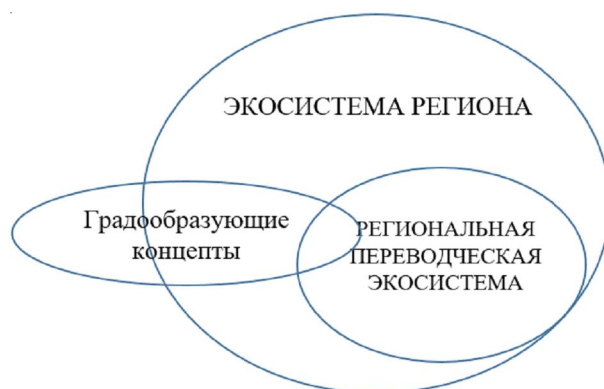 ЭКОСИСТЕМА РЕГИОНА
Градообразующие
концепты
РЕГИОНАЛЬНАЯ
ПЕРЕВОДЧЕСКАЯ
ЭКОСИСТЕМА